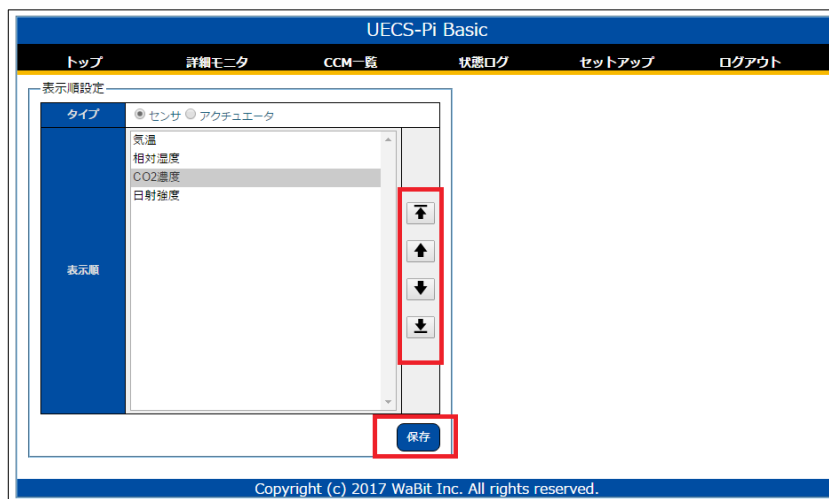 UECS-Pi Basic
トップ 詳細モニタ CCM一覧 状態ログ セットアップ ログアウト
表示順設定
タイプ センサ アクチュエータ
気温
相対湿度
CO2濃度
日射強度
表示順
保存
Copyright (c) 2017 WaBit Inc. All rights reserved.